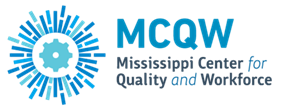 MCQW
Mississippi Center for
Quality and Workforce